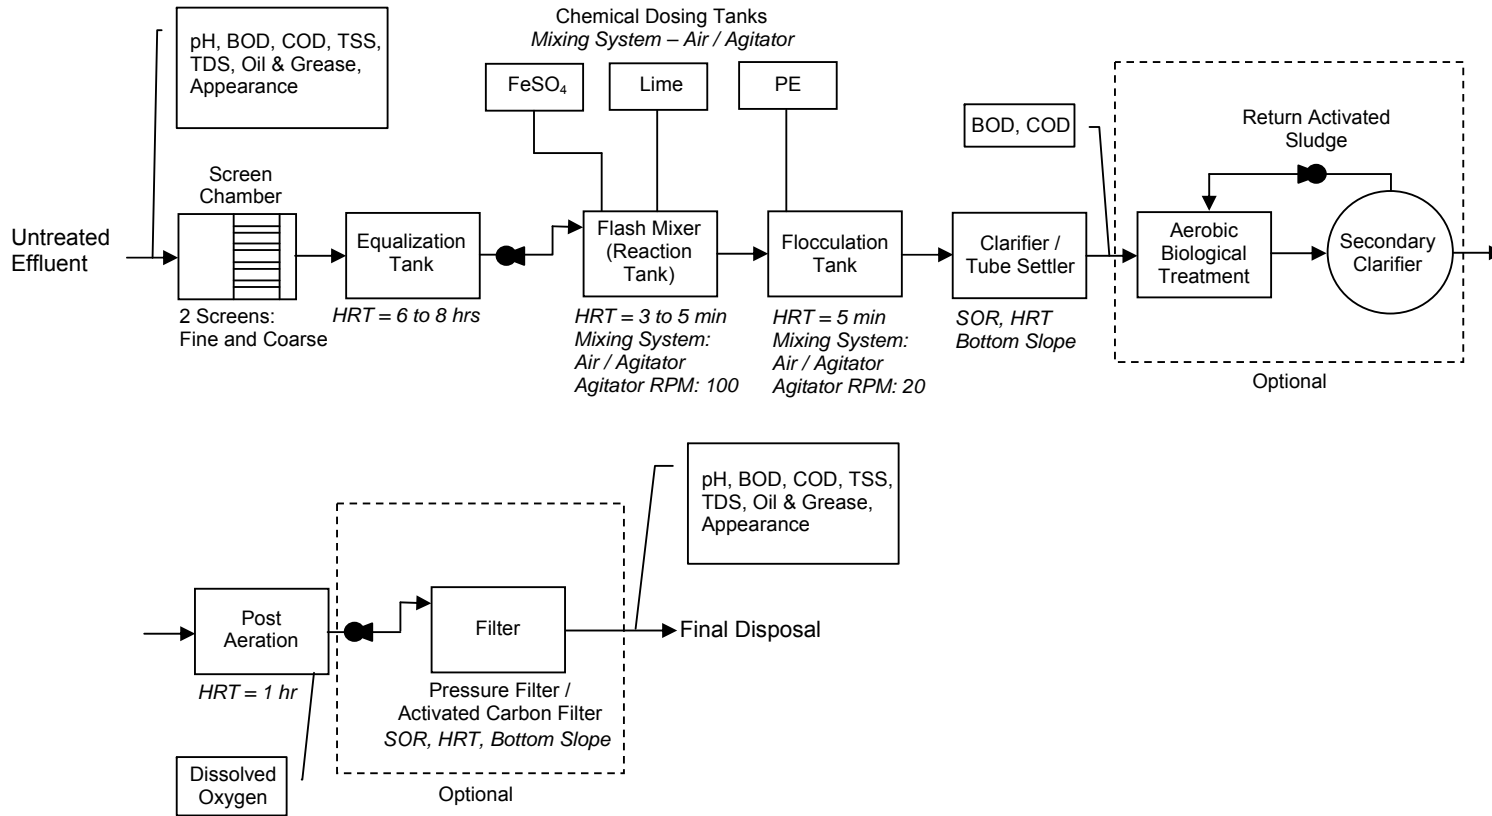 Chemical Dosing Tanks
Mixing System – Air / Agitator
pH, BOD, COD, TSS,
TDS, Oil & Grease,
Appearance
FeSO₄
Lime
PE
BOD, COD
Return Activated
Sludge
Screen
Chamber
Untreated
Effluent
Equalization
Tank
Flash Mixer
(Reaction
Tank)
Flocculation
Tank
Clarifier /
Tube Settler
Aerobic
Biological
Treatment
Secondary
Clarifier
2 Screens:
Fine and Coarse
HRT = 6 to 8 hrs
HRT = 3 to 5 min
Mixing System:
Air / Agitator
Agitator RPM: 100
HRT = 5 min
Mixing System:
Air / Agitator
Agitator RPM: 20
SOR, HRT
Bottom Slope
Optional
pH, BOD, COD, TSS,
TDS, Oil & Grease,
Appearance
Post
Aeration
Filter
Final Disposal
HRT = 1 hr
Pressure Filter /
Activated Carbon Filter
SOR, HRT, Bottom Slope
Dissolved
Oxygen
Optional